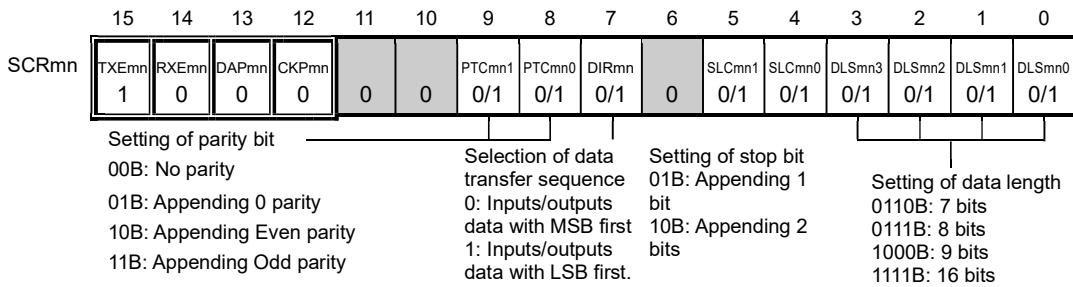 15 14 13 12 11 10 9 8 7 6 5 4 3 2 1 0
SCRmn TXEmn RXEmn DAPmn CKPmn PTCmn1 PTCmn0 DIRmn SLCmn1 SLCmn0 DLSmn3 DLSmn2 DLSmn1 DLSmn0
1 0 0 0 0 0 0/1 0/1 0/1 0 0/1 0/1 0/1 0/1 0/1 0/1
Setting of parity bit
00B: No parity
01B: Appending 0 parity
10B: Appending Even parity
11B: Appending Odd parity
Selection of data
transfer sequence
0: Inputs/outputs
data with MSB first
1: Inputs/outputs
data with LSB first.
Setting of stop bit
01B: Appending 1
bit
10B: Appending 2
bits
Setting of data length
0110B: 7 bits
0111B: 8 bits
1000B: 9 bits
1111B: 16 bits